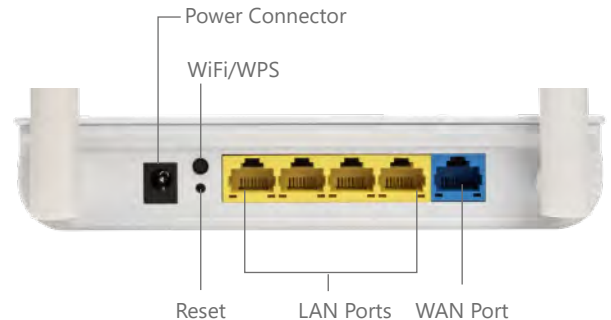 Power Connector
WiFi/WPS
Reset
LAN Ports
WAN Port